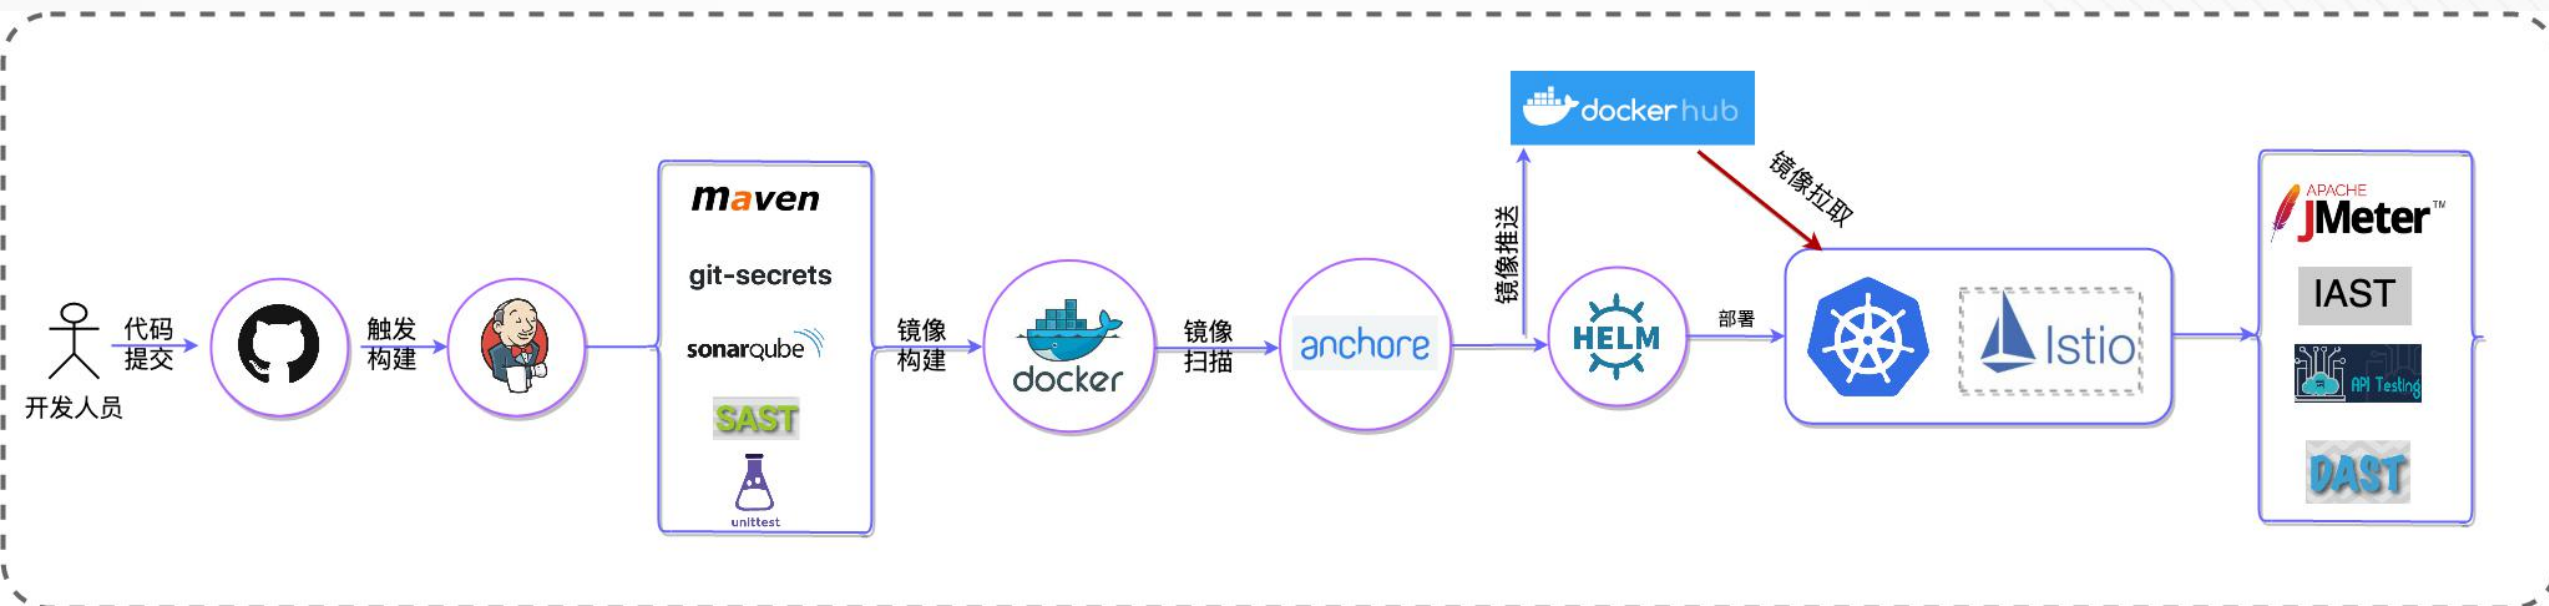 开发人员
代码
提交
触发
构建
maven
git-secrets
sonarqube
SAST
unittest
镜像
构建
docker
镜像
扫描
anchore
镜像推送
docker hub
镜像拉取
HELM
部署
Istio
APACHE
JMeter™
IAST
API Testing
DAST